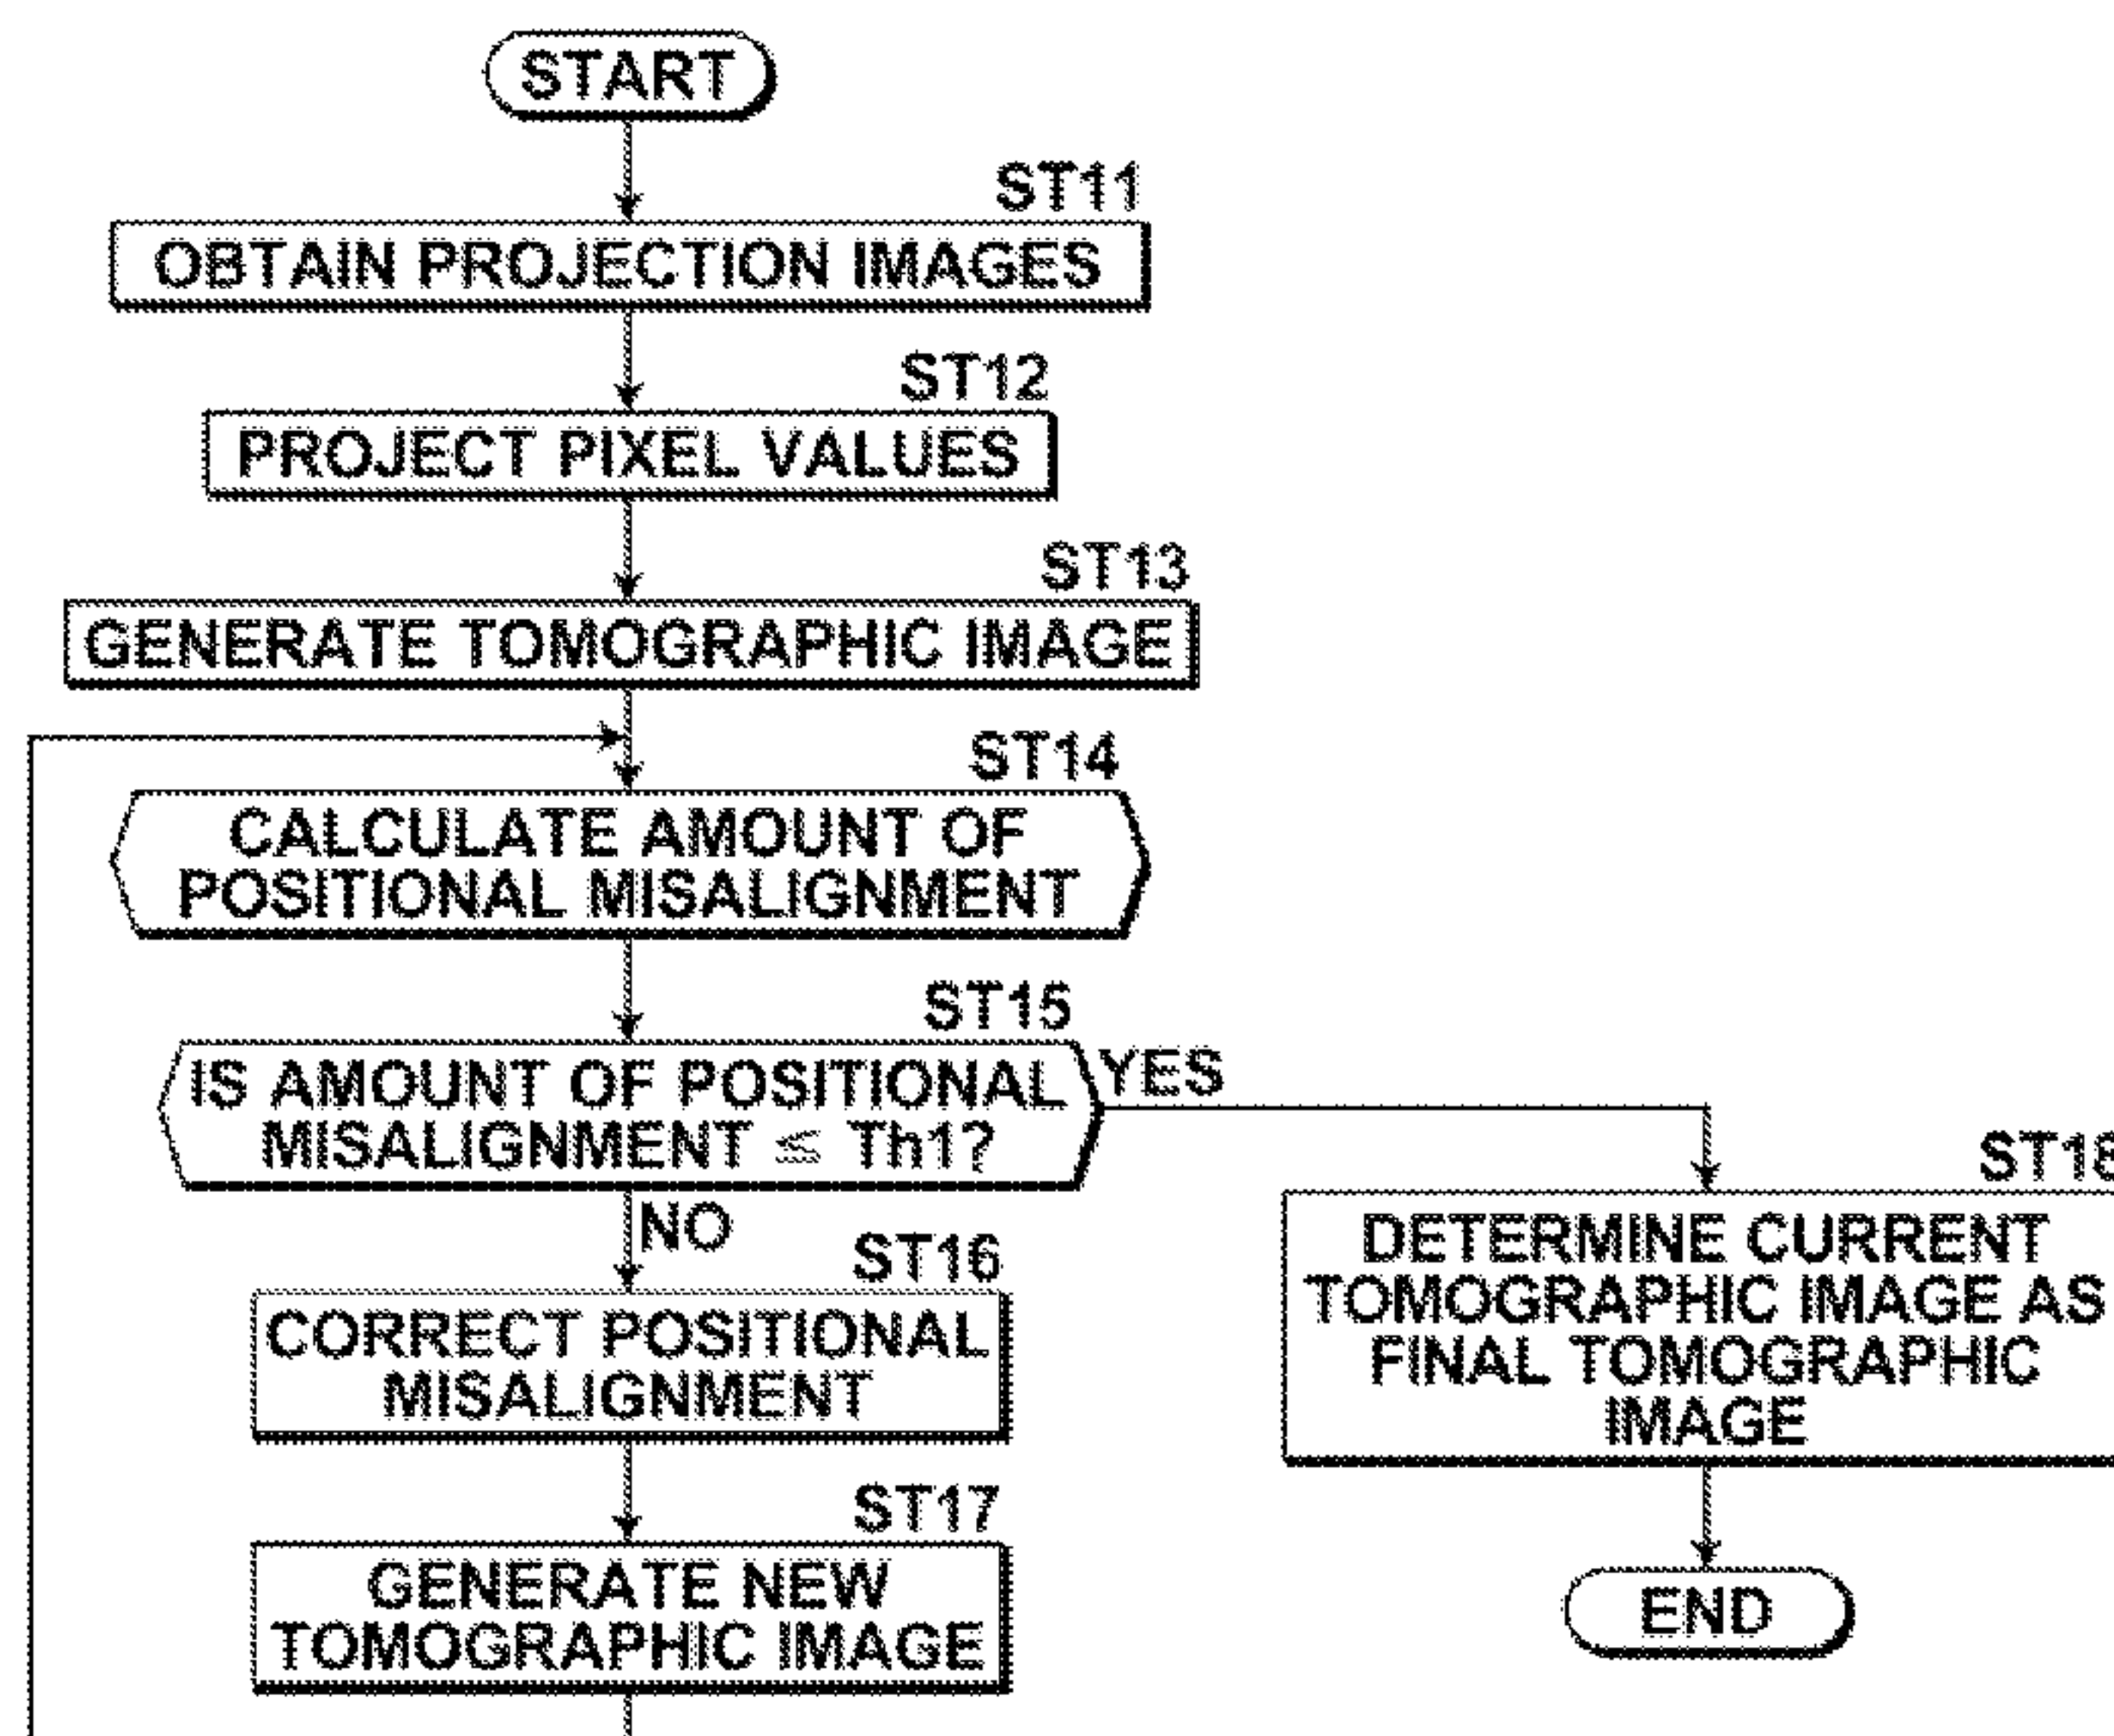 START
ST11
OBTAIN PROJECTION IMAGES
ST12
PROJECT PIXEL VALUES
ST13
GENERATE TOMOGRAPHIC IMAGE
ST14
CALCULATE AMOUNT OF
POSITIONAL MISALIGNMENT
ST15
IS AMOUNT OF POSITIONAL
MISALIGNMENT ≦ Th1?
YES
NO
ST16
CORRECT POSITIONAL
MISALIGNMENT
ST17
GENERATE NEW
TOMOGRAPHIC IMAGE
DETERMINE CURRENT
TOMOGRAPHIC IMAGE AS
FINAL TOMOGRAPHIC
IMAGE
END